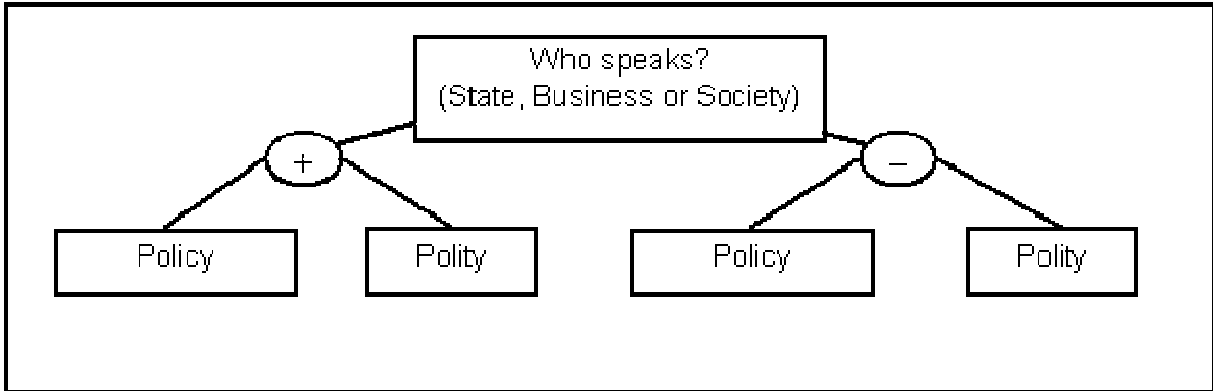 Who speaks?
(State, Business or Society)
+
−
Policy
Polity
Policy
Polity